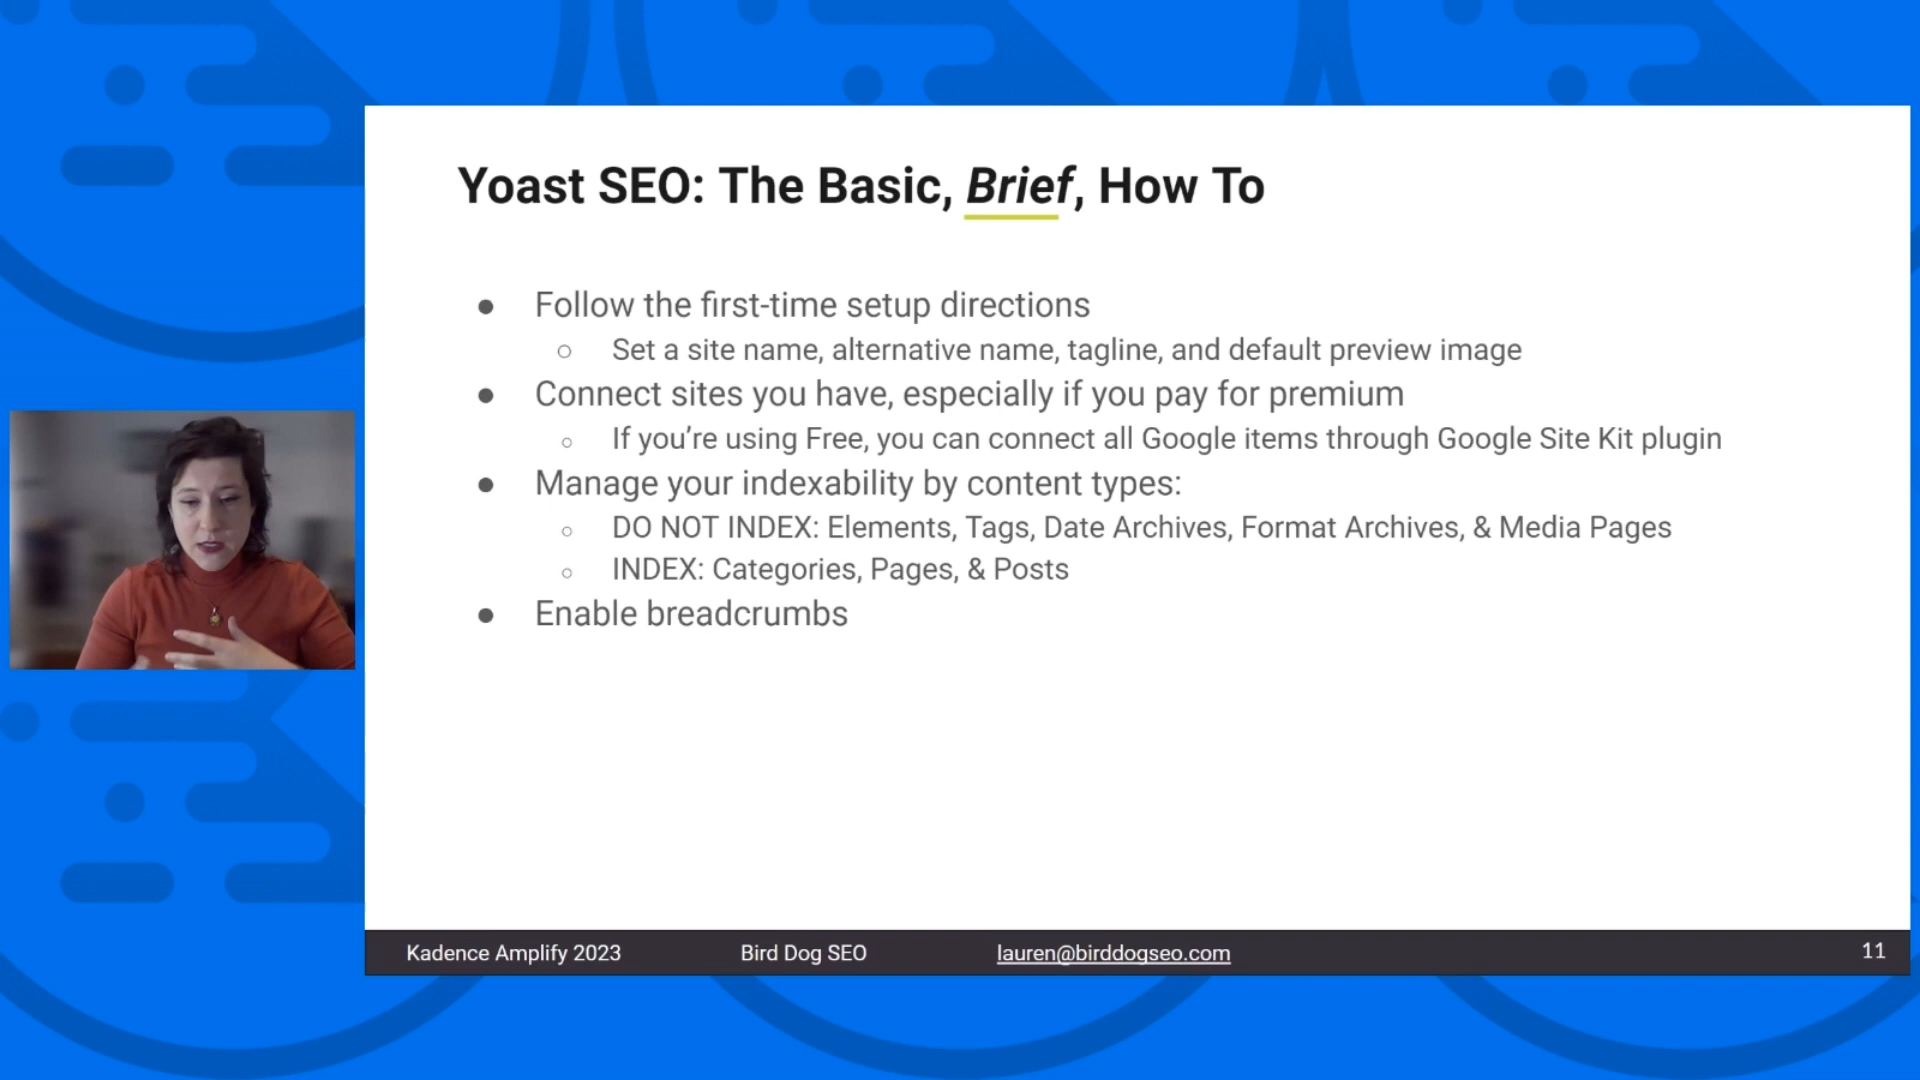 Yoast SEO: The Basic, Brief, How To
● Follow the first-time setup directions
○ Set a site name, alternative name, tagline, and default preview image
● Connect sites you have, especially if you pay for premium
○ If you’re using Free, you can connect all Google items through Google Site Kit plugin
● Manage your indexability by content types:
○ DO NOT INDEX: Elements, Tags, Date Archives, Format Archives, & Media Pages
○ INDEX: Categories, Pages, & Posts
● Enable breadcrumbs
Kadence Amplify 2023 Bird Dog SEO lauren@birddogseo.com 11